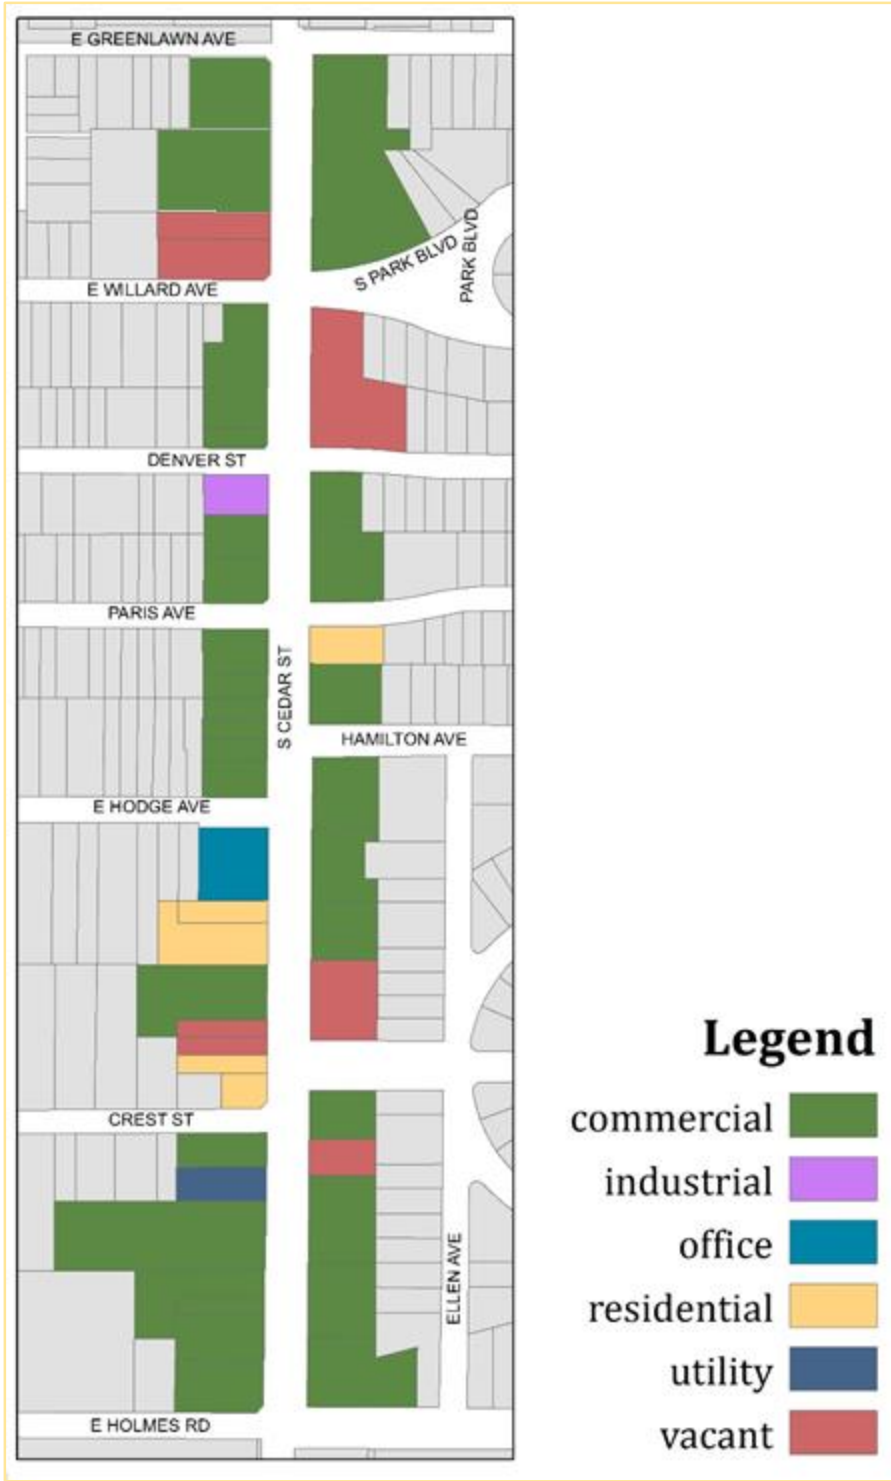 E GREENLAWN AVE
S PARK BLVD
PARK BLVD
E WILLARD AVE
DENVER ST
PARIS AVE
S CEDAR ST
HAMILTON AVE
E HODGE AVE
Legend
commercial
CREST ST
industrial
office
ELLEN AVE
residential
utility
E HOLMES RD
vacant